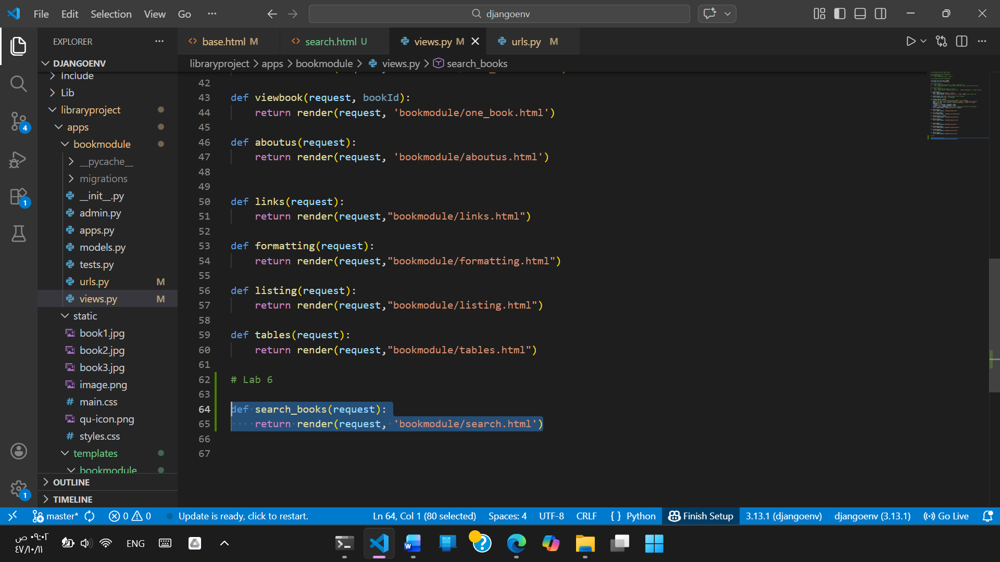 File Edit Selection View Go ··· djangoenv
EXPLORER ···
base.html M search.html U views.py M urls.py M
DJANGOENV
libraryproject > apps > bookmodule > views.py > search_books
Include
Lib
libraryproject
apps
bookmodule
__pycache__
migrations
__init__.py
admin.py
apps.py
models.py
tests.py
urls.py M
views.py M
static
book1.jpg
book2.jpg
book3.jpg
image.png
main.css
qu-icon.png
styles.css
templates
bookmodule
OUTLINE
TIMELINE
4
1
1
42
43 def viewbook(request, bookId):
44 return render(request, 'bookmodule/one_book.html')
45
46 def aboutus(request):
47 return render(request, 'bookmodule/aboutus.html')
48
49
50 def links(request):
51 return render(request,"bookmodule/links.html")
52
53 def formatting(request):
54 return render(request,"bookmodule/formatting.html")
55
56 def listing(request):
57 return render(request,"bookmodule/listing.html")
58
59 def tables(request):
60 return render(request,"bookmodule/tables.html")
61
62 # Lab 6
63
64 def search_books(request):
65 return render(request, 'bookmodule/search.html')
66
67
master* 0 0 Update is ready, click to restart. Ln 64, Col 1 (80 selected) Spaces: 4 UTF-8 CRLF { } Python Finish Setup 3.13.1 (djangoenv) djangoenv (3.13.1) Go Live
٠٩:٠٢ ص
٤٧/١٠/١١
ENG